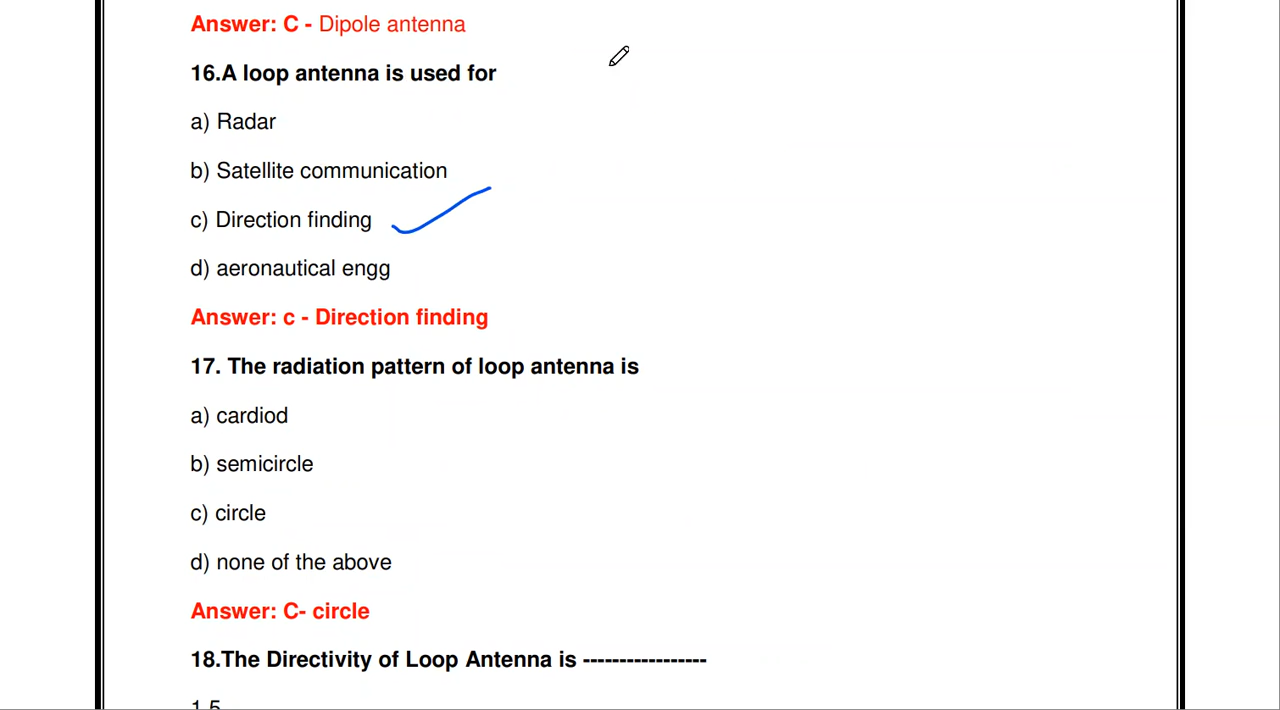 Answer: C - Dipole antenna
16.A loop antenna is used for
a) Radar
b) Satellite communication
c) Direction finding
d) aeronautical engg
Answer: c - Direction finding
17. The radiation pattern of loop antenna is
a) cardiod
b) semicircle
c) circle
d) none of the above
Answer: C- circle
18.The Directivity of Loop Antenna is -----------------
1.5